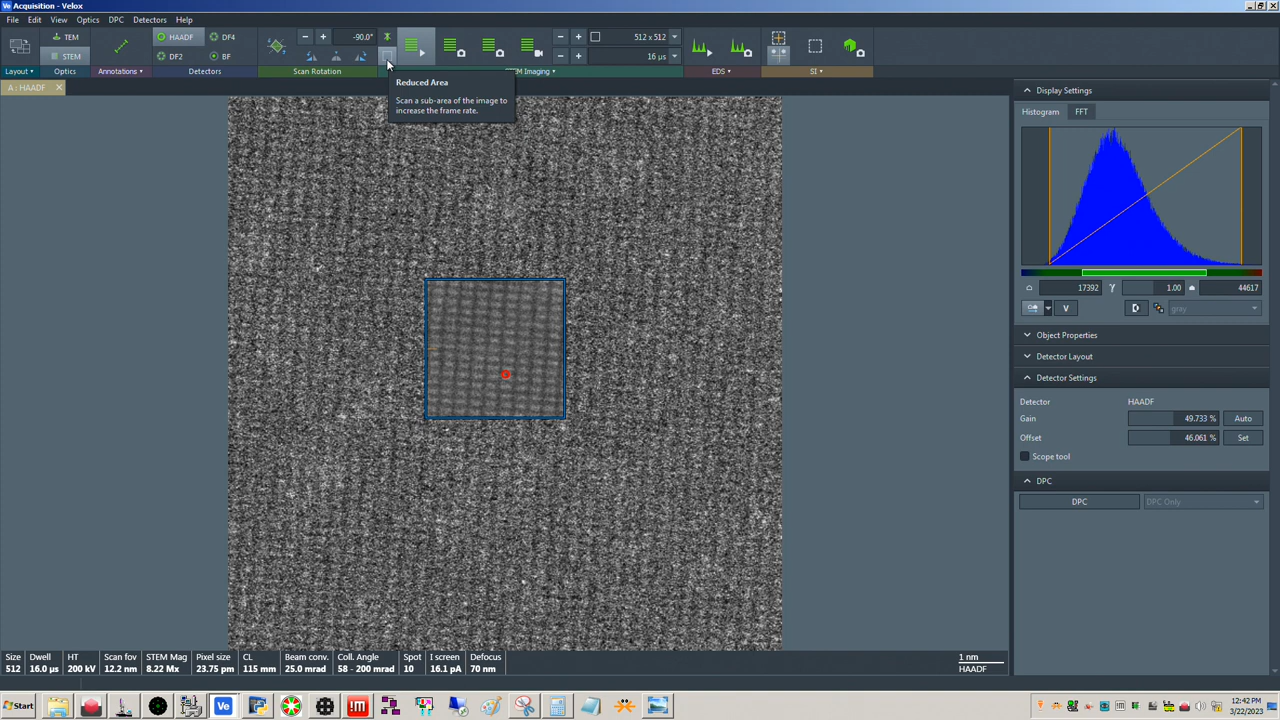 Acquisition - Velox
File Edit View Optics DPC Detectors Help
TEM HAADF DF4 -90.0° 512 x 512
STEM DF2 BF 16 µs
Layout Optics Annotations Detectors Scan Rotation EM Imaging EDS SI
Reduced Area
Scan a sub-area of the image to
increase the frame rate.
A : HAADF
Display Settings
Histogram FFT
17392 γ 1.00 44617
V D gray
Object Properties
Detector Layout
Detector Settings
Detector HAADF
Gain 49.733 % Auto
Offset 46.061 % Set
Scope tool
DPC
DPC DPC Only
Size Dwell HT Scan fov STEM Mag Pixel size CL Beam conv. Coll. Angle Spot I screen Defocus
512 16.0 µs 200 kV 12.2 nm 8.22 Mx 23.75 pm 115 mm 25.0 mrad 58 - 200 mrad 10 16.1 pA 70 nm
1 nm
HAADF
Start Ve
12:42 PM
3/22/2023